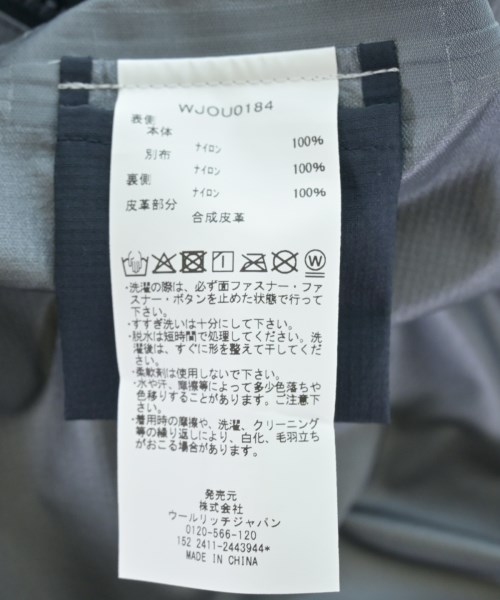 WJOU0184
表側
本体
ナイロン 100%
別布
ナイロン 100%
裏側
ナイロン 100%
皮革部分
合成皮革
・洗濯の際は、必ず面ファスナー・ファ
スナー・ボタンを止めた状態で行って
下さい。
・すすぎ洗いは十分にして下さい。
・脱水は短時間で処理してください。洗
濯後は、すぐに形を整えて干してくだ
さい。
・柔軟剤は使用しないで下さい。
・水や汗、摩擦等によって多少色落ちや
色移りすることがあります。ご注意下
さい。
・着用時の摩擦や、洗濯、クリーニング
等の繰り返しにより、白化、毛羽立ち
がおこる場合があります。
発売元
株式会社
ウールリッチジャパン
0120-566-120
152 2411-2443944*
MADE IN CHINA